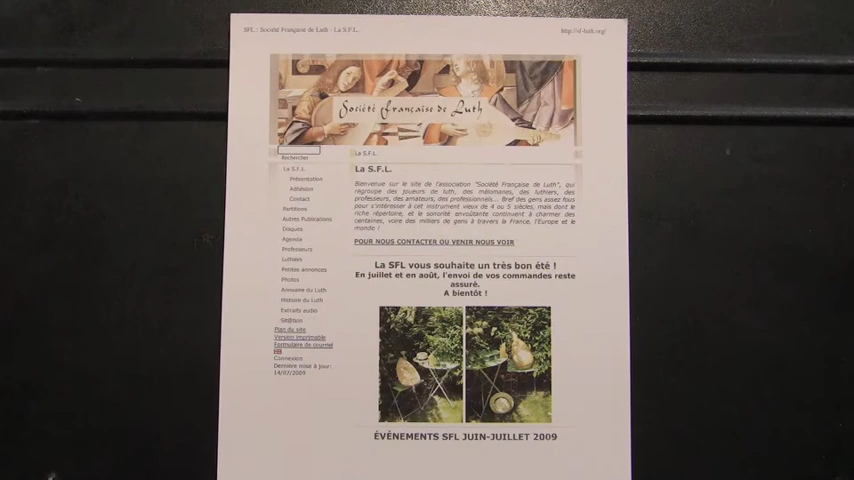 SFL : Société Française de Luth - La S.F.L.
http://sf-luth.org/
Société Française de Luth
Rechercher
La S.F.L.
Présentation
Adhésion
Contact
Partitions
Autres Publications
Disques
Agenda
Professeurs
Luthiers
Petites annonces
Photos
Annuaire du Luth
Histoire du Luth
Extraits audio
Plan du site
Version imprimable
Formulaire de courriel
Connexion
Dernière mise à jour:
14/07/2009
La S.F.L.
La S.F.L.
Bienvenue sur le site de l'association "Société Française de Luth", qui
regroupe des joueurs de luth, des mélomanes, des luthiers, des
professeurs, des amateurs, des professionnels... Bref des gens assez fous
pour s'intéresser à cet instrument vieux de 4 ou 5 siècles, mais dont le
riche répertoire, et la sonorité envoûtante continuent à charmer des
centaines, voire des milliers de gens à travers la France, l'Europe et le
monde !
POUR NOUS CONTACTER OU VENIR NOUS VOIR
La SFL vous souhaite un très bon été !
En juillet et en août, l'envoi de vos commandes reste
assuré.
A bientôt !
ÉVÈNEMENTS SFL JUIN-JUILLET 2009